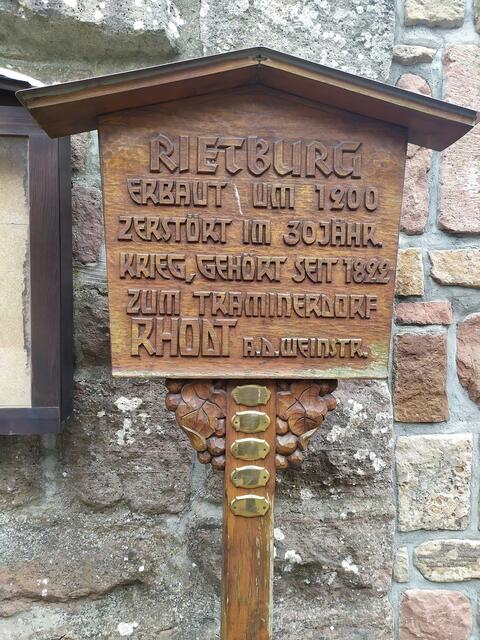 RIETBURG
ERBAUT UM 1200
ZERSTÖRT IM 30JÄHR.
KRIEG, GEHÖRT SEIT 1822
ZUM TRAMINERDORF
RHODT A.D.WEINSTR.